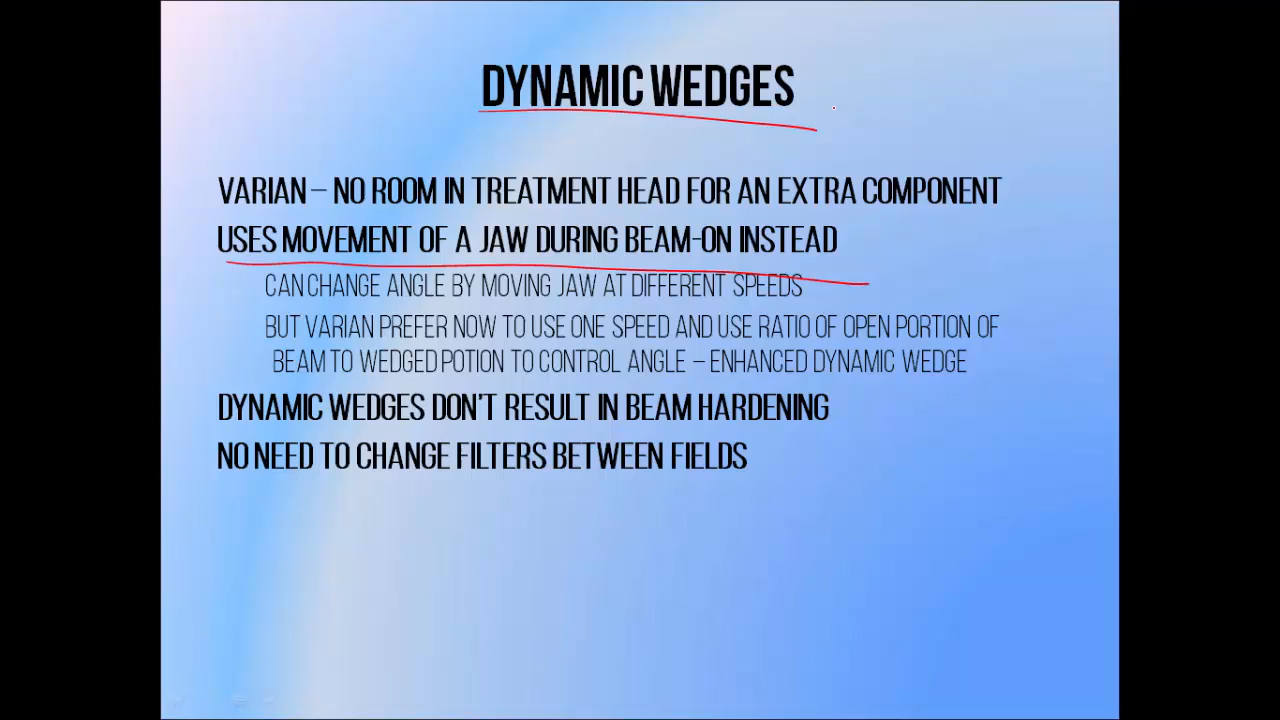 DYNAMIC WEDGES
VARIAN – NO ROOM IN TREATMENT HEAD FOR AN EXTRA COMPONENT
USES MOVEMENT OF A JAW DURING BEAM-ON INSTEAD
CAN CHANGE ANGLE BY MOVING JAW AT DIFFERENT SPEEDS
BUT VARIAN PREFER NOW TO USE ONE SPEED AND USE RATIO OF OPEN PORTION OF
BEAM TO WEDGED POTION TO CONTROL ANGLE – ENHANCED DYNAMIC WEDGE
DYNAMIC WEDGES DON'T RESULT IN BEAM HARDENING
NO NEED TO CHANGE FILTERS BETWEEN FIELDS